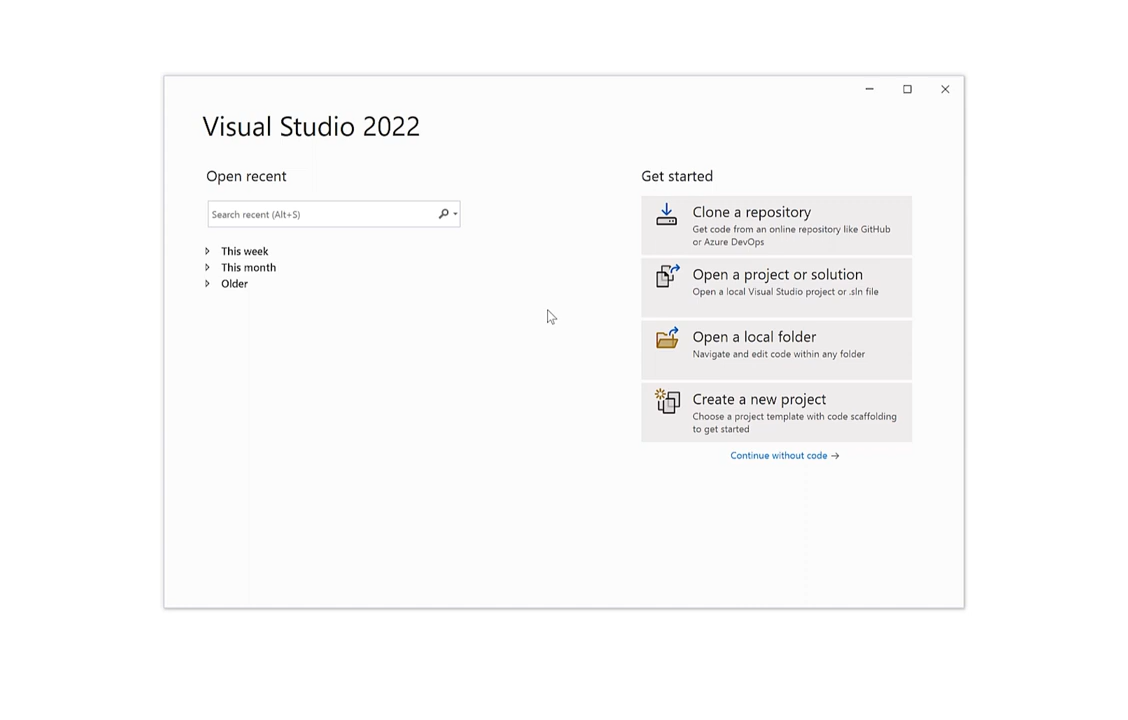 Visual Studio 2022
Open recent
Search recent (Alt+S)
This week
This month
Older
Get started
Clone a repository
Get code from an online repository like GitHub
or Azure DevOps
Open a project or solution
Open a local Visual Studio project or .sln file
Open a local folder
Navigate and edit code within any folder
Create a new project
Choose a project template with code scaffolding
to get started
Continue without code →